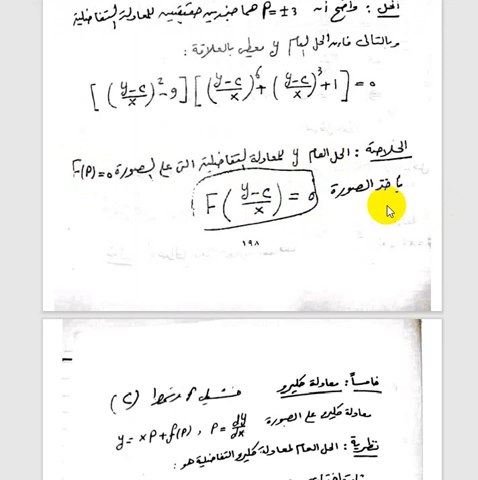 الحل: واضح أن P = ±3 هما جذرين حقيقيين للمعادلة التفاضلية
وبالتالي فإن الحل العام y معطى بالعلاقة:
[(y-c/x)^2 - 9][(y-c/x)^6 + (y-c/x)^3 + 1] = 0
الخلاصة: الحل العام y للمعادلة التفاضلية التي على الصورة F(P)=0
يأخذ الصورة F(y-c/x) = 0
١٩٨
خامساً: معادلة كليرو
معادلة كليرو على الصورة y = xP + f(P), P = dy/dx
نظرية: الحل العام لمعادلة كليرو التفاضلية هو: